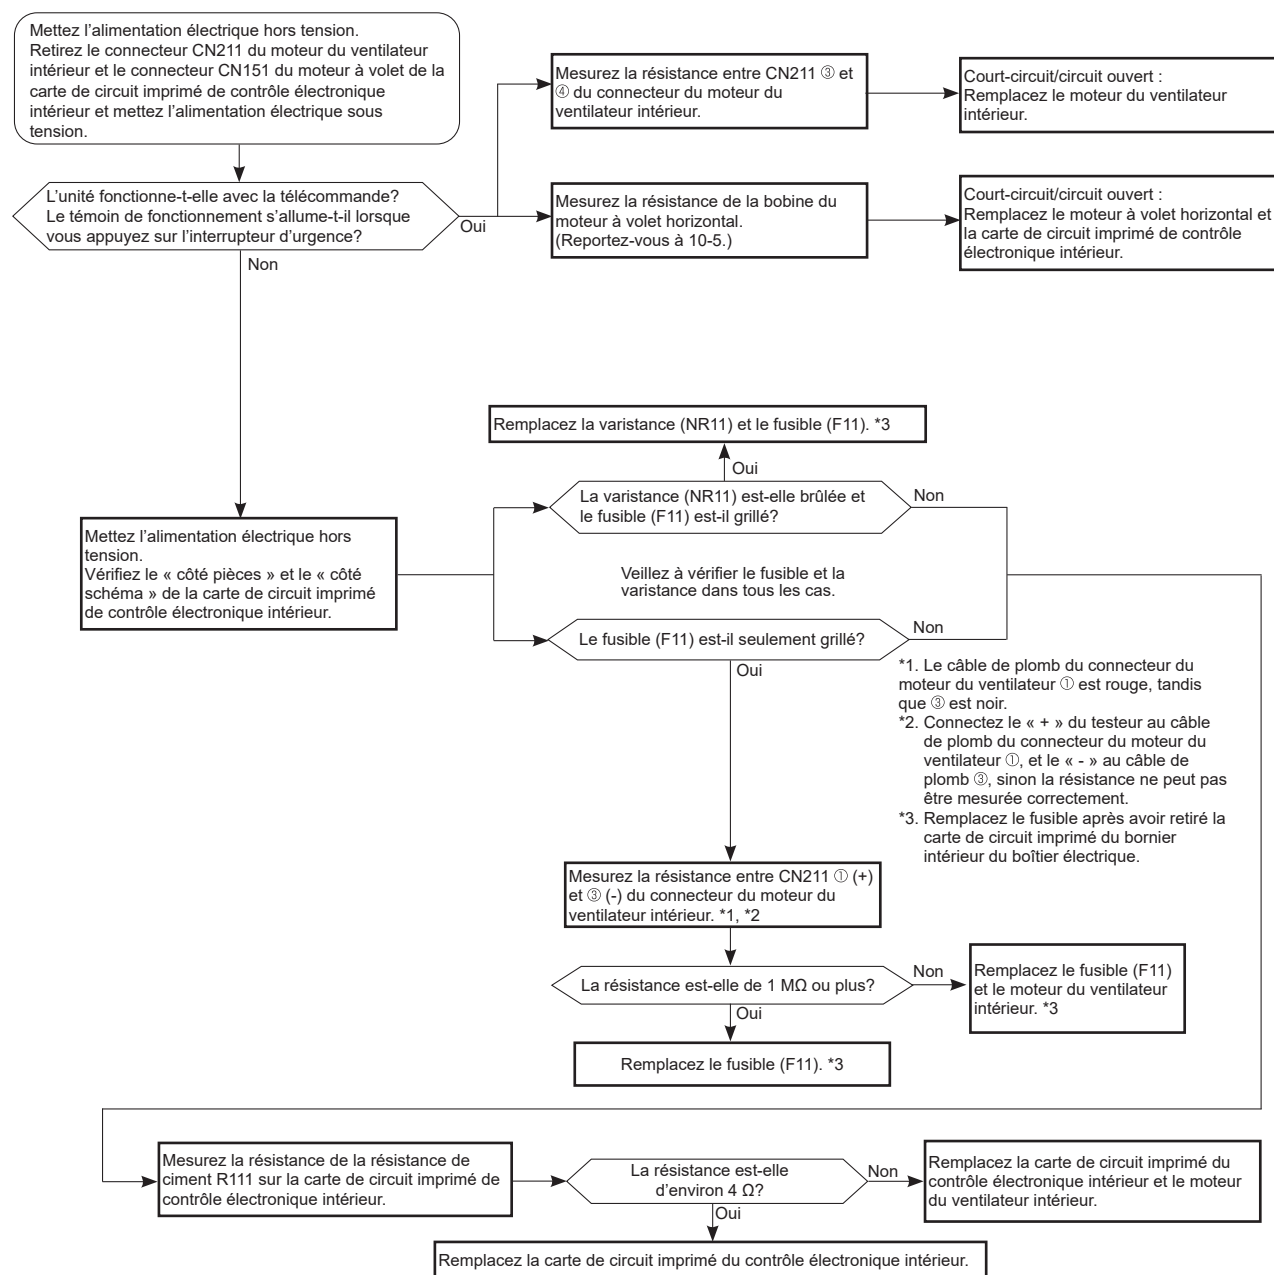 Mettez l’alimentation électrique hors tension.
Retirez le connecteur CN211 du moteur du ventilateur
intérieur et le connecteur CN151 du moteur à volet de la
carte de circuit imprimé de contrôle électronique
intérieur et mettez l’alimentation électrique sous
tension.
Mesurez la résistance entre CN211 ③ et
④ du connecteur du moteur du
ventilateur intérieur.
Court-circuit/circuit ouvert :
Remplacez le moteur du ventilateur
intérieur.
L’unité fonctionne-t-elle avec la télécommande?
Le témoin de fonctionnement s’allume-t-il lorsque
vous appuyez sur l’interrupteur d’urgence?
Oui
Mesurez la résistance de la bobine du
moteur à volet horizontal.
(Reportez-vous à 10-5.)
Court-circuit/circuit ouvert :
Remplacez le moteur à volet horizontal et
la carte de circuit imprimé de contrôle
électronique intérieur.
Non
Remplacez la varistance (NR11) et le fusible (F11). *3
Oui
La varistance (NR11) est-elle brûlée et
le fusible (F11) est-il grillé?
Non
Mettez l’alimentation électrique hors
tension.
Vérifiez le « côté pièces » et le « côté
schéma » de la carte de circuit imprimé
de contrôle électronique intérieur.
Veillez à vérifier le fusible et la
varistance dans tous les cas.
Le fusible (F11) est-il seulement grillé?
Non
Oui
*1. Le câble de plomb du connecteur du
moteur du ventilateur ① est rouge, tandis
que ③ est noir.
*2. Connectez le « + » du testeur au câble
de plomb du connecteur du moteur du
ventilateur ①, et le « - » au câble de
plomb ③, sinon la résistance ne peut pas
être mesurée correctement.
*3. Remplacez le fusible après avoir retiré la
carte de circuit imprimé du bornier
intérieur du boîtier électrique.
Mesurez la résistance entre CN211 ① (+)
et ③ (-) du connecteur du moteur du
ventilateur intérieur. *1, *2
La résistance est-elle de 1 MΩ ou plus?
Non
Remplacez le fusible (F11)
et le moteur du ventilateur
intérieur. *3
Oui
Remplacez le fusible (F11). *3
Mesurez la résistance de la résistance de
ciment R111 sur la carte de circuit imprimé de
contrôle électronique intérieur.
La résistance est-elle
d’environ 4 Ω?
Non
Remplacez la carte de circuit imprimé du
contrôle électronique intérieur et le moteur
du ventilateur intérieur.
Oui
Remplacez la carte de circuit imprimé du contrôle électronique intérieur.